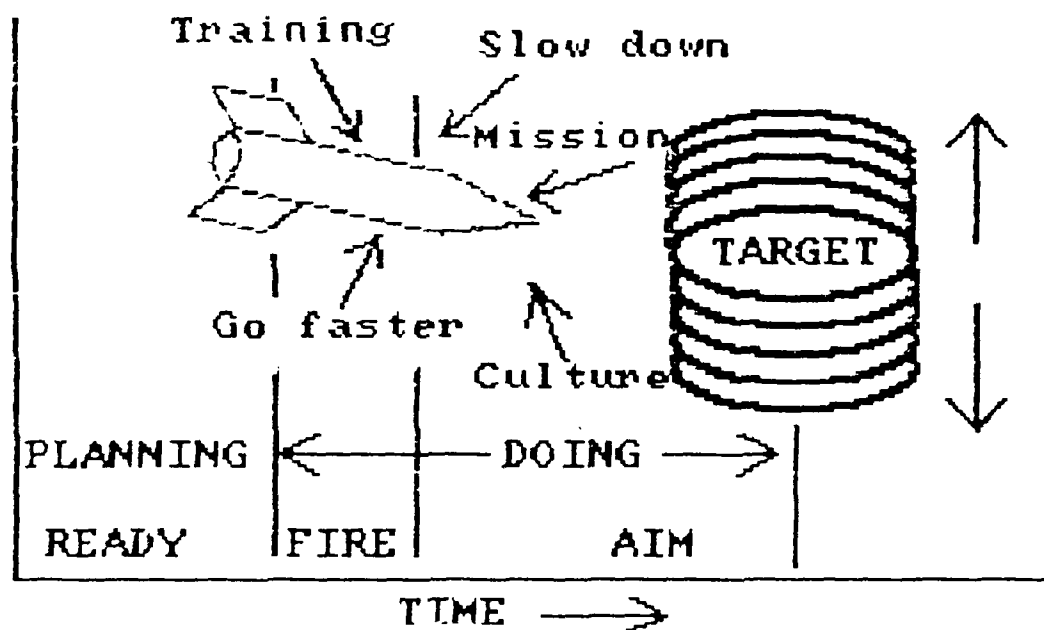 Training
Slow down
Mission
TARGET
Go faster
Culture
PLANNING
DOING
READY
FIRE
AIM
TIME